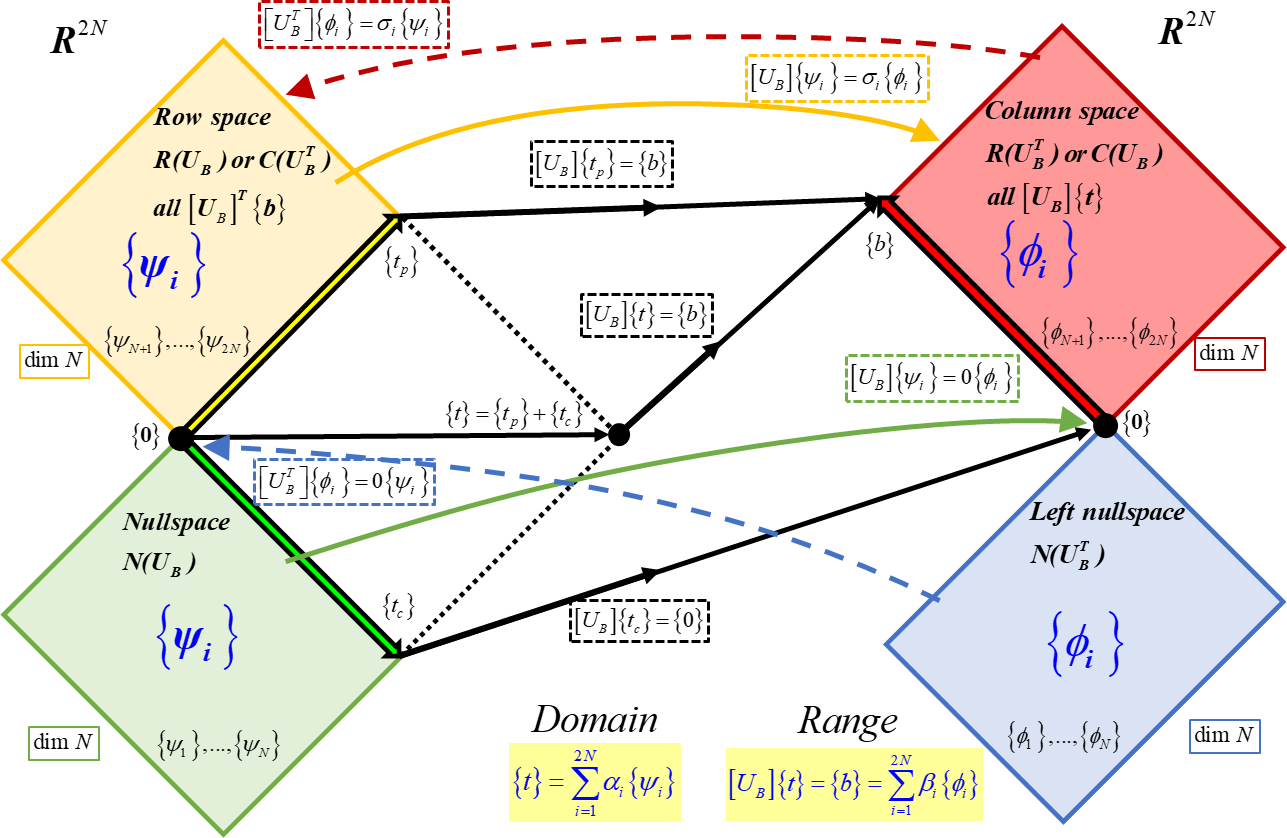 R^{2N}
[U_B^T]{ϕ_i} = σ_i{ψ_i}
R^{2N}
[U_B]{ψ_i} = σ_i{ϕ_i}
Row space
R(U_B) or C(U_B^T)
all [U_B]^T{b}
{ψ_i}
{ψ_{N+1}},...,{ψ_{2N}}
dim N
{t_p}
[U_B]{t_p} = {b}
[U_B]{t} = {b}
{t} = {t_p} + {t_c}
Column space
R(U_B^T) or C(U_B)
all [U_B]{t}
{ϕ_i}
{ϕ_{N+1}},...,{ϕ_{2N}}
dim N
{b}
[U_B]{ψ_i} = 0{ϕ_i}
{0}
{0}
[U_B^T]{ϕ_i} = 0{ψ_i}
Nullspace
N(U_B)
{ψ_i}
{ψ_1},...,{ψ_N}
dim N
{t_c}
[U_B]{t_c} = {0}
Left nullspace
N(U_B^T)
{ϕ_i}
{ϕ_1},...,{ϕ_N}
dim N
Domain
{t} = ∑_{i=1}^{2N} α_i{ψ_i}
Range
[U_B]{t} = {b} = ∑_{i=1}^{2N} β_i{ϕ_i}